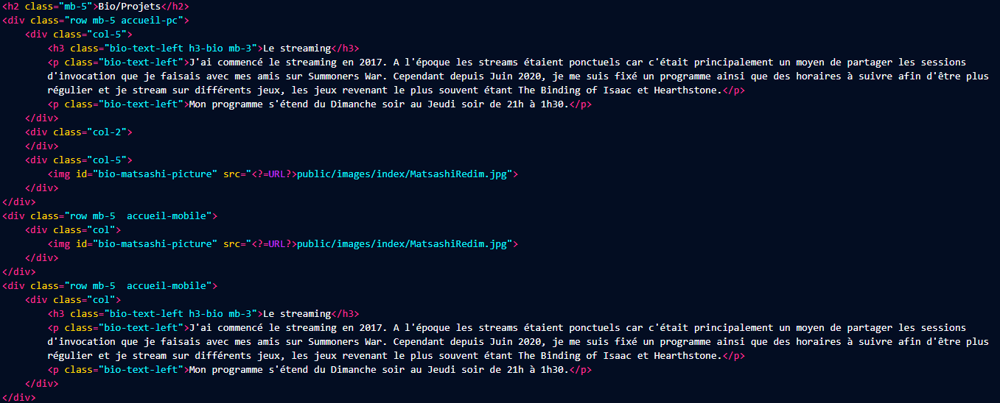 <h2 class="mb-5">Bio/Projets</h2>
<div class="row mb-5 accueil-pc">
    <div class="col-5">
        <h3 class="bio-text-left h3-bio mb-3">Le streaming</h3>
        <p class="bio-text-left">J'ai commencé le streaming en 2017. A l'époque les streams étaient ponctuels car c'était principalement un moyen de partager les sessions
        d'invocation que je faisais avec mes amis sur Summoners War. Cependant depuis Juin 2020, je me suis fixé un programme ainsi que des horaires à suivre afin d'être plus
        régulier et je stream sur différents jeux, les jeux revenant le plus souvent étant The Binding of Isaac et Hearthstone.</p>
        <p class="bio-text-left">Mon programme s'étend du Dimanche soir au Jeudi soir de 21h à 1h30.</p>
    </div>
    <div class="col-2">
    </div>
    <div class="col-5">
        <img id="bio-matsashi-picture" src="<?=URL?>public/images/index/MatsashiRedim.jpg">
    </div>
</div>
<div class="row mb-5  accueil-mobile">
    <div class="col">
        <img id="bio-matsashi-picture" src="<?=URL?>public/images/index/MatsashiRedim.jpg">
    </div>
</div>
<div class="row mb-5  accueil-mobile">
    <div class="col">
        <h3 class="bio-text-left h3-bio mb-3">Le streaming</h3>
        <p class="bio-text-left">J'ai commencé le streaming en 2017. A l'époque les streams étaient ponctuels car c'était principalement un moyen de partager les sessions
        d'invocation que je faisais avec mes amis sur Summoners War. Cependant depuis Juin 2020, je me suis fixé un programme ainsi que des horaires à suivre afin d'être plus
        régulier et je stream sur différents jeux, les jeux revenant le plus souvent étant The Binding of Isaac et Hearthstone.</p>
        <p class="bio-text-left">Mon programme s'étend du Dimanche soir au Jeudi soir de 21h à 1h30.</p>
    </div>
</div>